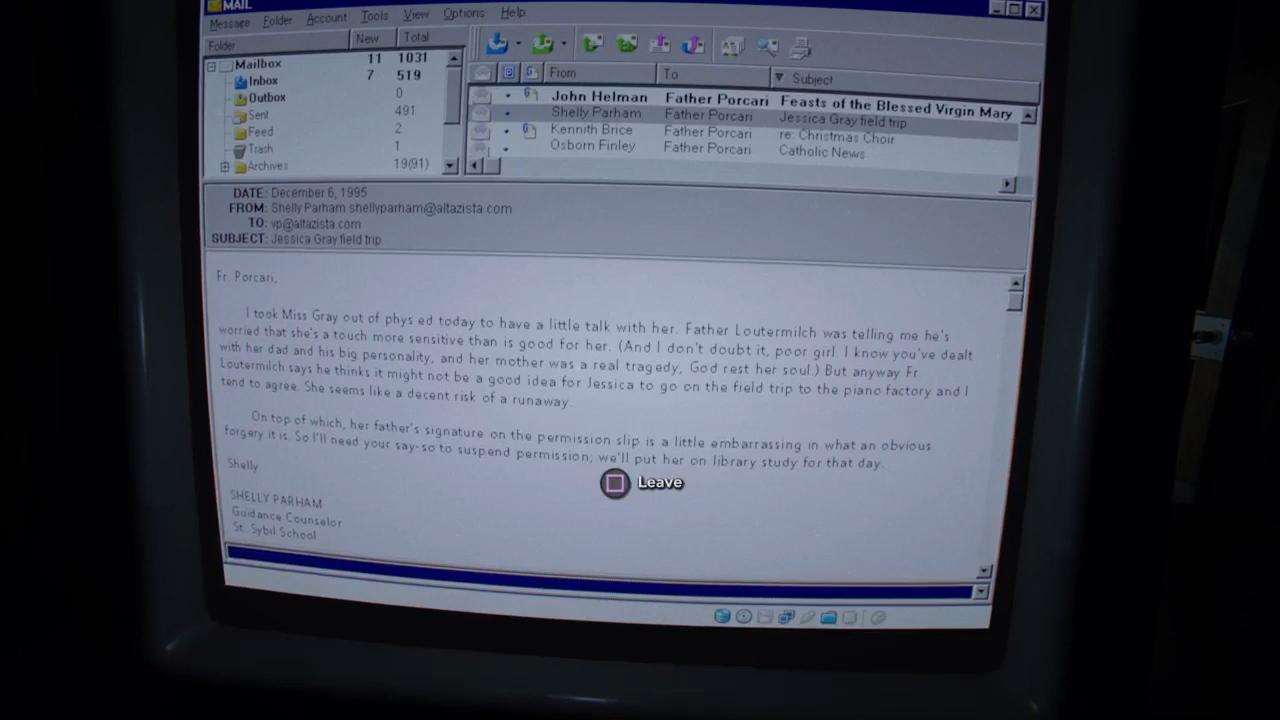 MAIL
Message Folder Account Tools View Options Help
Folder New Total
Mailbox 11 1031
Inbox 7 519
Outbox 0
Sent 491
Feed 2
Trash 1
Archives 19(91)
From To Subject
John Helman Father Porcari Feasts of the Blessed Virgin Mary
Shelly Parham Father Porcari Jessica Gray field trip
Kennith Brice Father Porcari re: Christmas Choir
Osborn Finley Father Porcari Catholic News
DATE: December 6, 1995
FROM: Shelly Parham shellyparham@altazista.com
TO: vp@altazista.com
SUBJECT: Jessica Gray field trip
Fr. Porcari,
I took Miss Gray out of phys ed today to have a little talk with her. Father Loutermilch was telling me he's
worried that she's a touch more sensitive than is good for her. (And I don't doubt it, poor girl. I know you've dealt
with her dad and his big personality, and her mother was a real tragedy, God rest her soul.) But anyway Fr.
Loutermilch says he thinks it might not be a good idea for Jessica to go on the field trip to the piano factory and I
tend to agree. She seems like a decent risk of a runaway.
On top of which, her father's signature on the permission slip is a little embarrassing in what an obvious
forgery it is. So I'll need your say-so to suspend permission; we'll put her on library study for that day.
Shelly
SHELLY PARHAM
Guidance Counselor
St. Sybil School
Leave